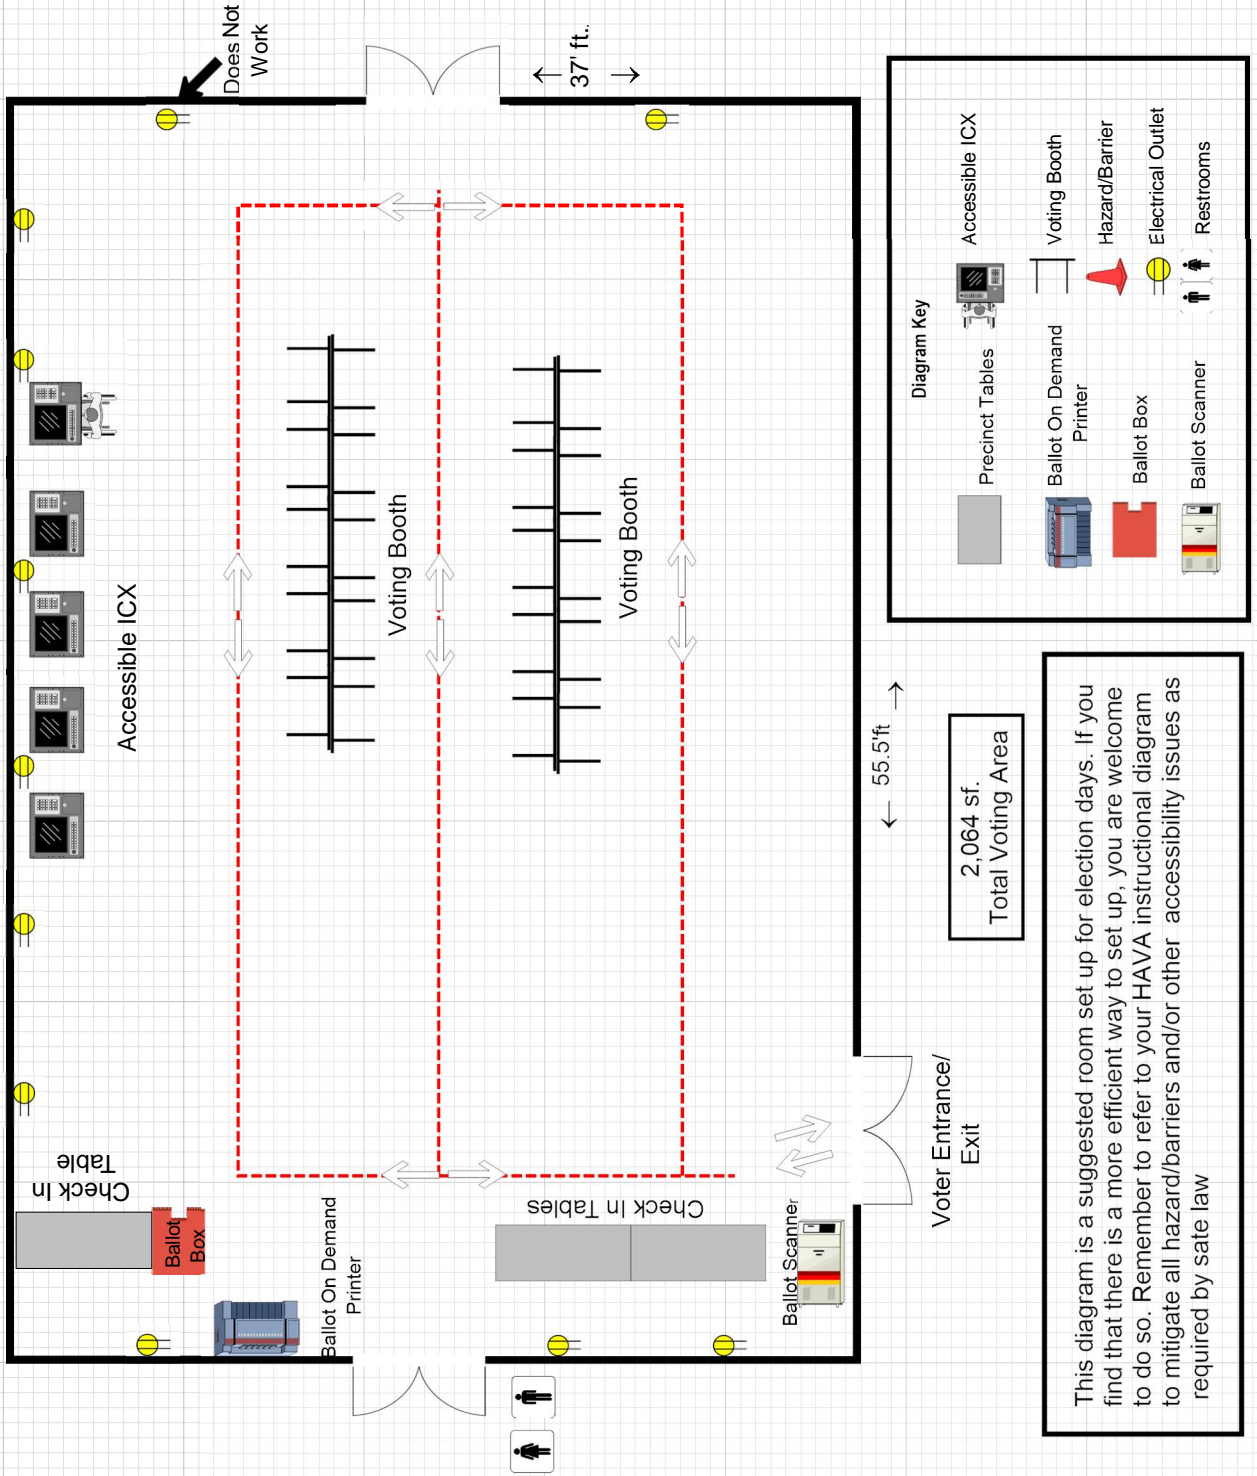 Does Not
Work
← 37' ft.. →
Accessible ICX
Voting Booth
Voting Booth
Check In
Table
Ballot
Box
Ballot On Demand
Printer
Check In Tables
Ballot Scanner
Voter Entrance/
Exit
← 55.5'ft →
2,064 sf.
Total Voting Area
Diagram Key
Precinct Tables
Accessible ICX
Ballot On Demand
Printer
Voting Booth
Ballot Box
Hazard/Barrier
Electrical Outlet
Ballot Scanner
Restrooms
This diagram is a suggested room set up for election days. If you
find that there is a more efficient way to set up, you are welcome
to do so. Remember to refer to your HAVA instructional diagram
to mitigate all hazard/barriers and/or other accessibility issues as
required by sate law